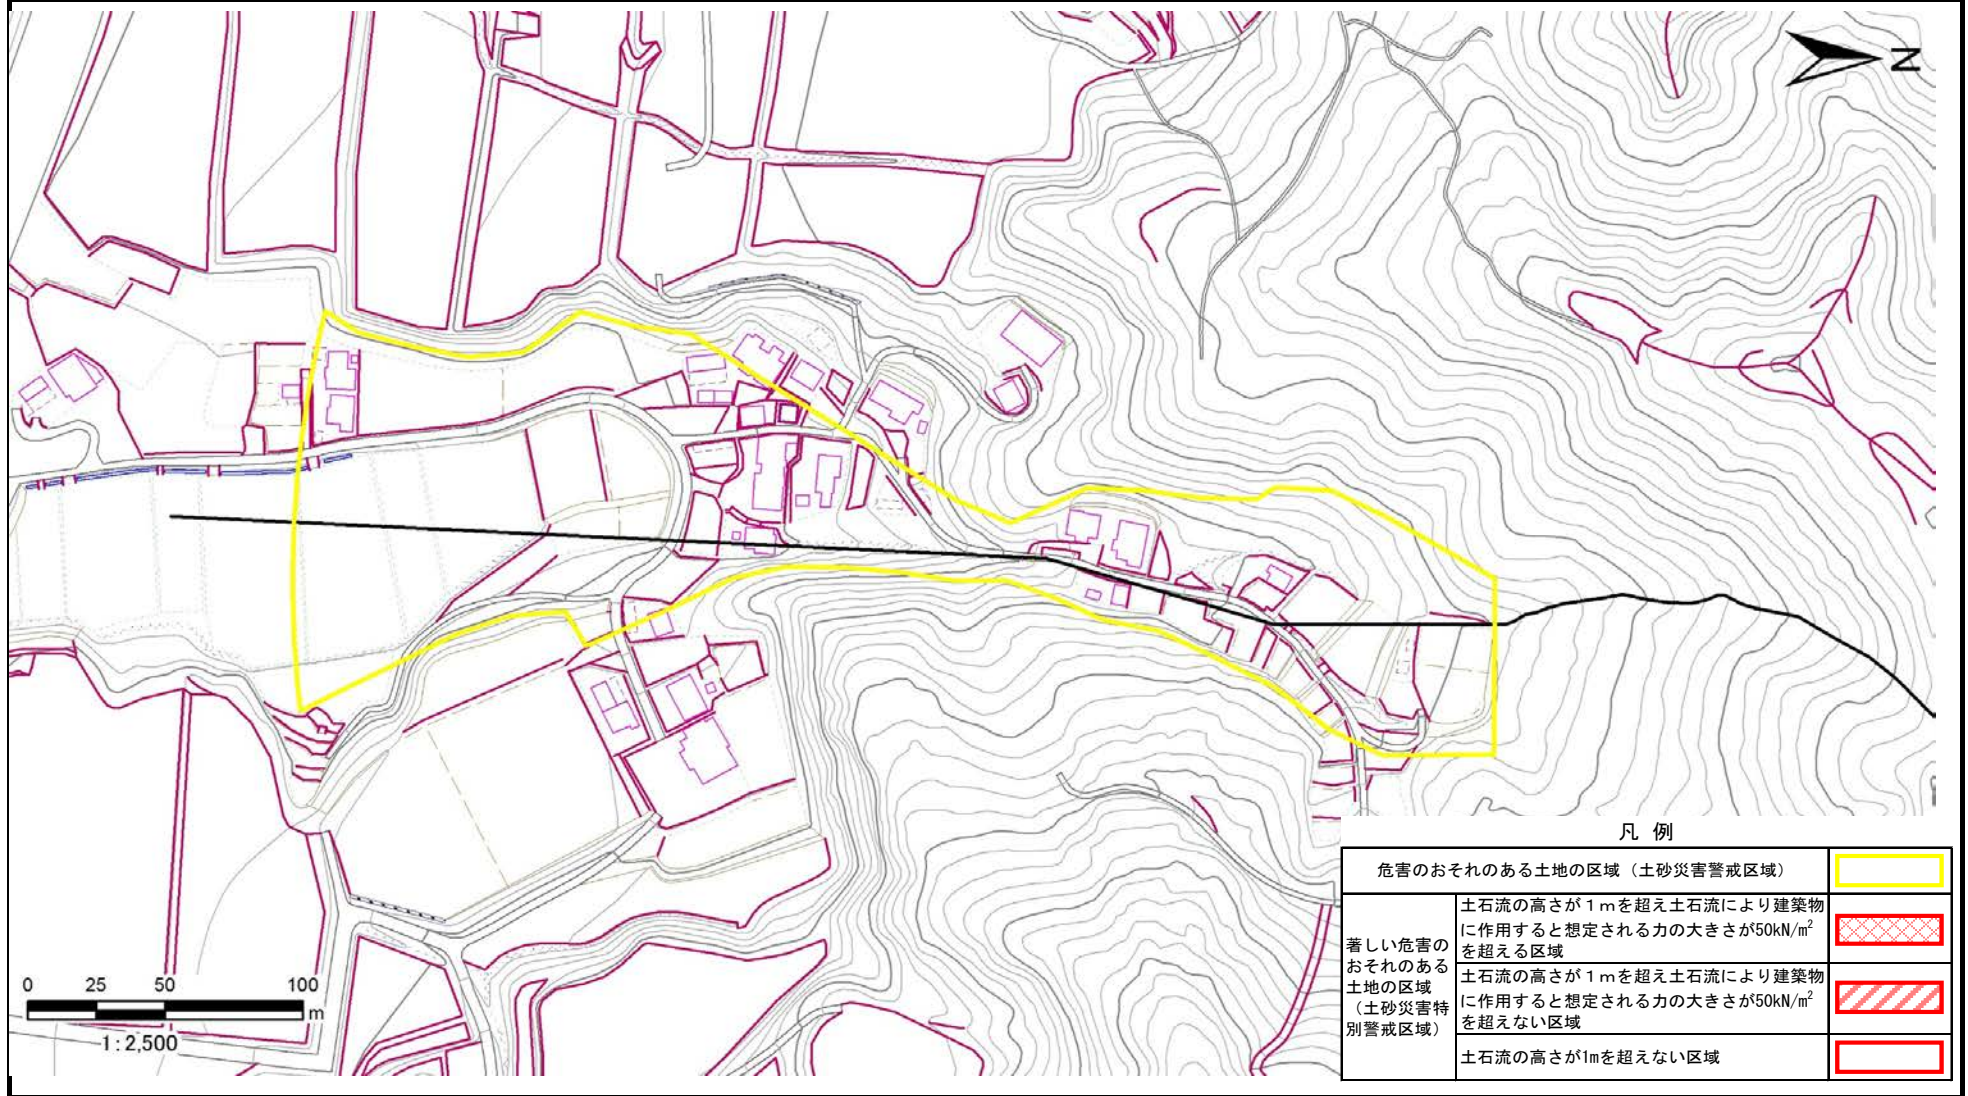 N
凡 例
危害のおそれのある土地の区域（土砂災害警戒区域）
著しい危害の
おそれのある
土地の区域
（土砂災害特
別警戒区域）
土石流の高さが１ｍを超え土石流により建築物
に作用すると想定される力の大きさが50kN/m²
を超える区域
土石流の高さが１ｍを超え土石流により建築物
に作用すると想定される力の大きさが50kN/m²
を超えない区域
土石流の高さが1mを超えない区域
0 25 50 100
m
1:2,500